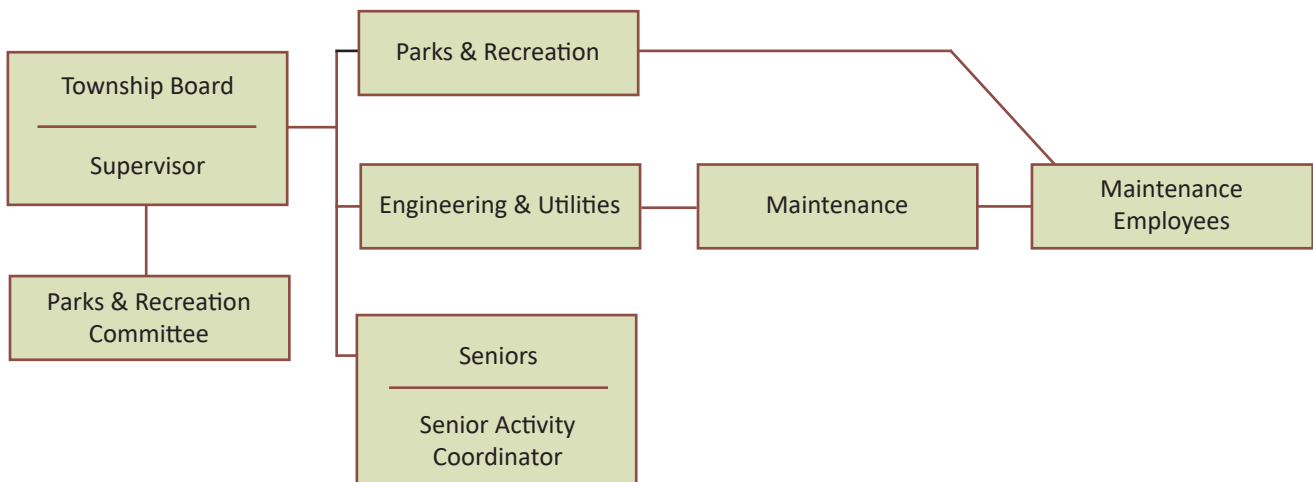 Township Board
Supervisor
Parks & Recreation
Committee
Parks & Recreation
Engineering & Utilities
Maintenance
Maintenance
Employees
Seniors
Senior Activity
Coordinator